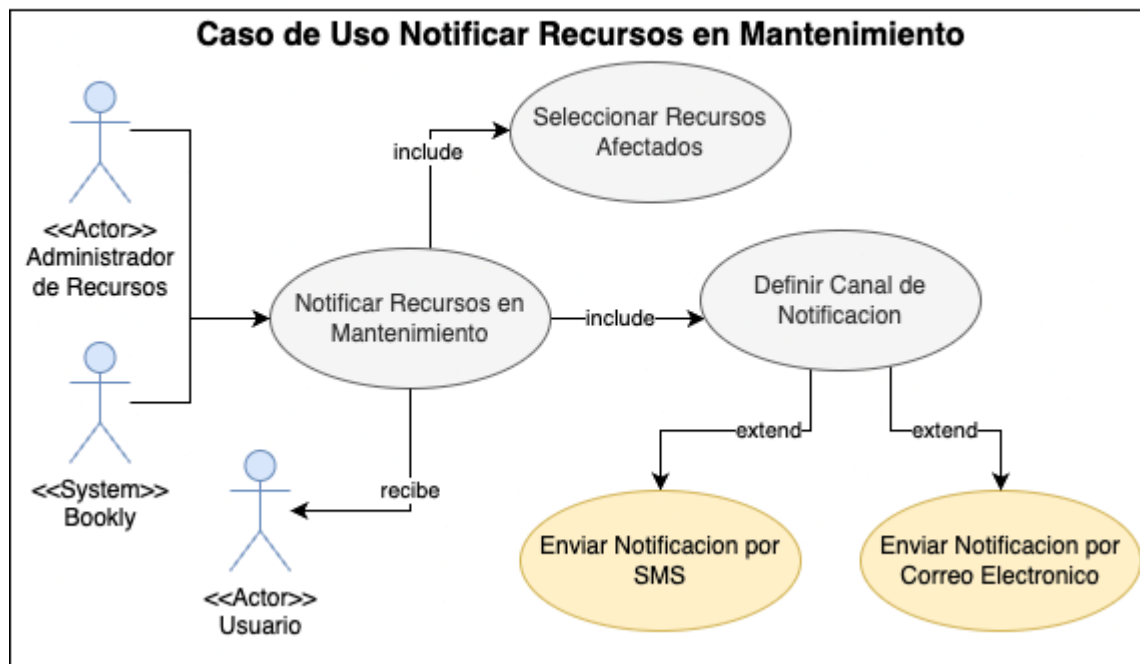 Caso de Uso Notificar Recursos en Mantenimiento
<<Actor>>
Administrador
de Recursos
<<System>>
Bookly
<<Actor>>
Usuario
Notificar Recursos en
Mantenimiento
include
Seleccionar Recursos
Afectados
include
Definir Canal de
Notificacion
recibe
extend
extend
Enviar Notificacion por
SMS
Enviar Notificacion por
Correo Electronico